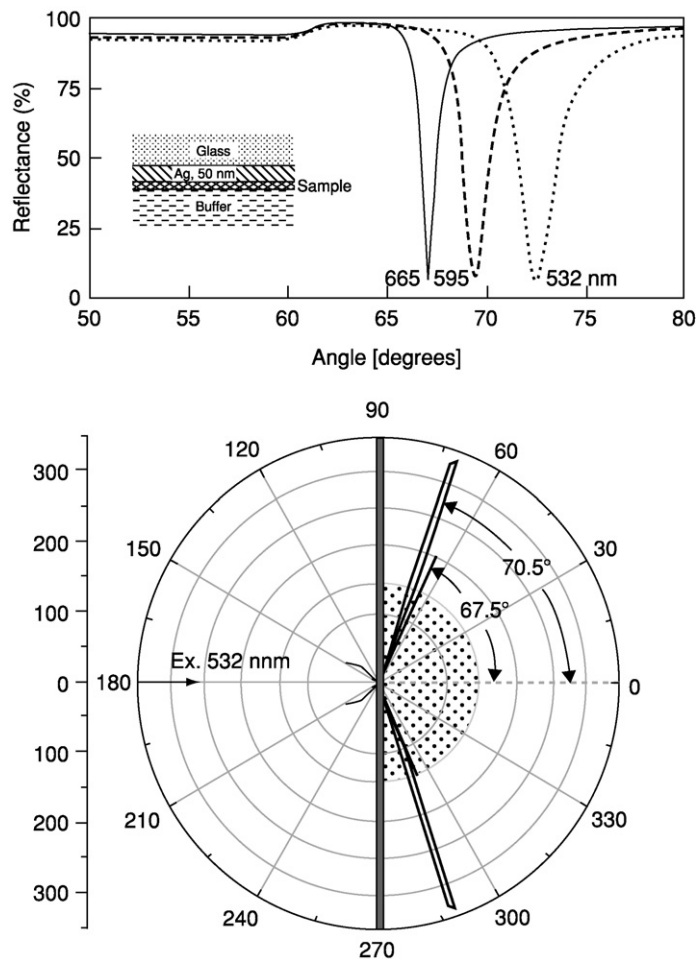 100
75
50
25
0
Reflectance (%)
Glass
Ag, 50 nm
Sample
Buffer
665 595 532 nm
50 55 60 65 70 75 80
Angle [degrees]
90
120 60
150 30
180 0
210 330
240 300
270
300
200
100
0
100
200
300
70.5°
67.5°
Ex. 532 nnm